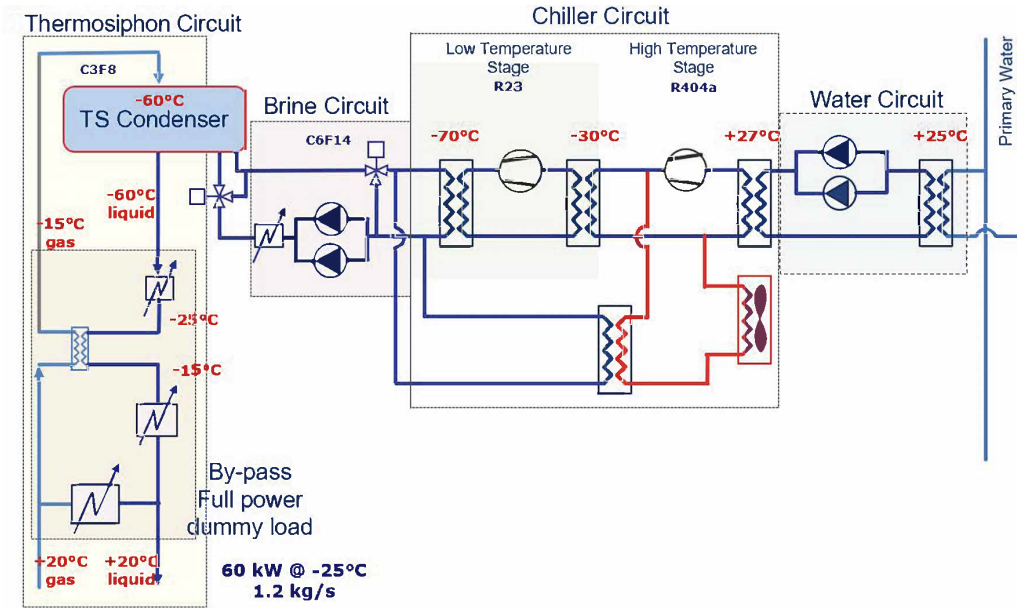 Chiller Circuit
Thermosiphon Circuit
Low Temperature
Stage
R23
High Temperature
Stage
R404a
Primary Water
C3F8
-60°C
TS Condenser
Brine Circuit
C6F14
Water Circuit
-70°C
-30°C
+27°C
+25°C
-60°C
liquid
-15°C
gas
-25°C
-15°C
By-pass
Full power
dummy load
+20°C
gas
+20°C
liquid
60 kW @ -25°C
1.2 kg/s